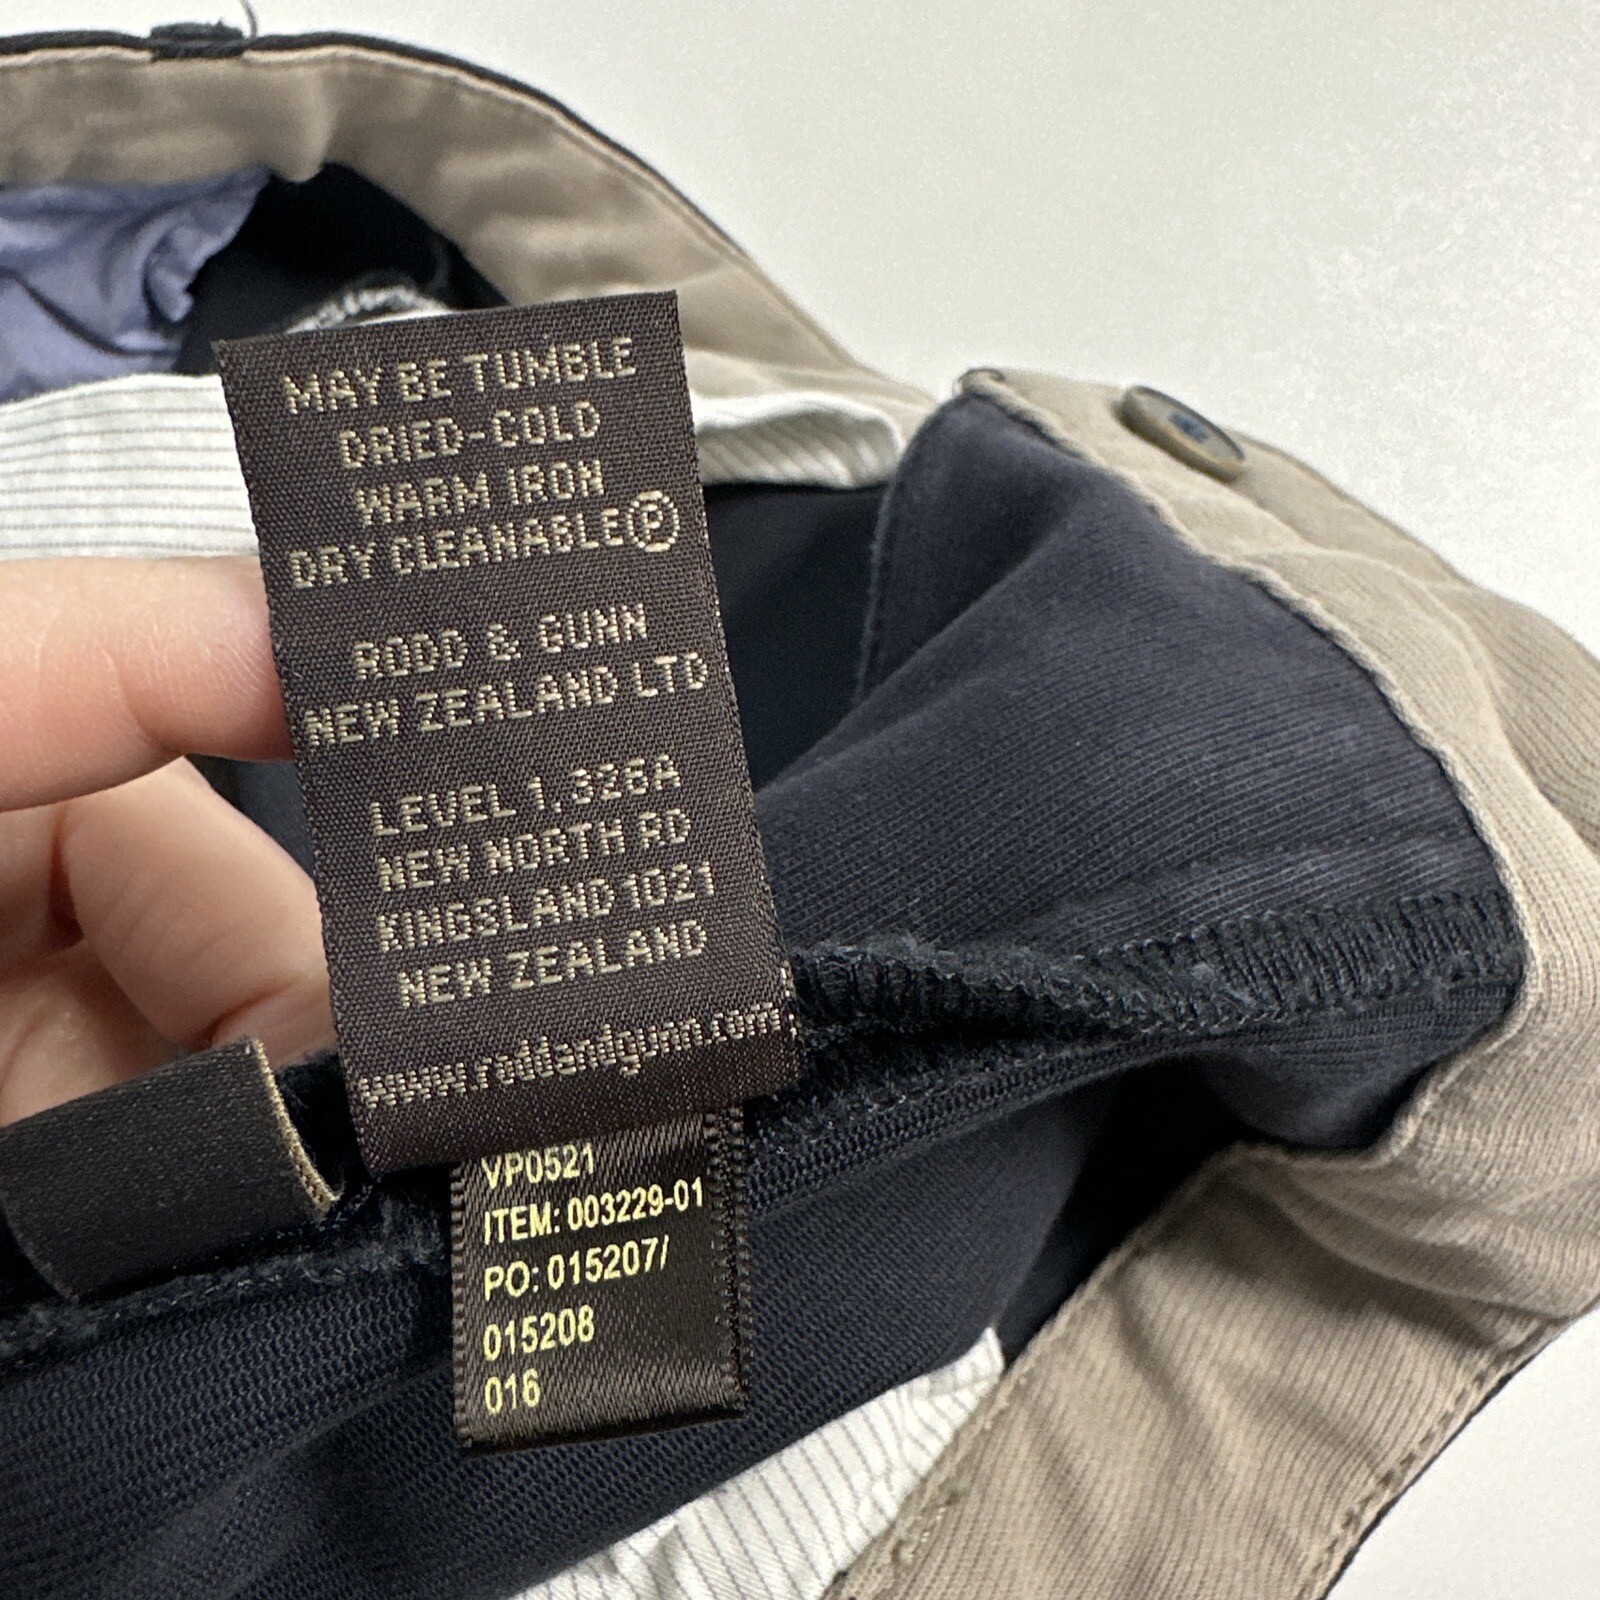 MAY BE TUMBLE
DRIED-COLD
WARM IRON
DRY CLEANABLE Ⓟ
RODD & GUNN
NEW ZEALAND LTD
LEVEL 1, 326A
NEW NORTH RD
KINGSLAND 1021
NEW ZEALAND
www.roddandgunn.com
VP0521
ITEM: 003229-01
PO: 015207/
015208
016